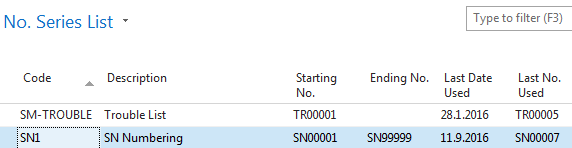 No. Series List
Type to filter (F3)
Code Description Starting No. Ending No. Last Date Used Last No. Used
SM-TROUBLE Trouble List TR00001 28.1.2016 TR00005
SN1 SN Numbering SN00001 SN99999 11.9.2016 SN00007